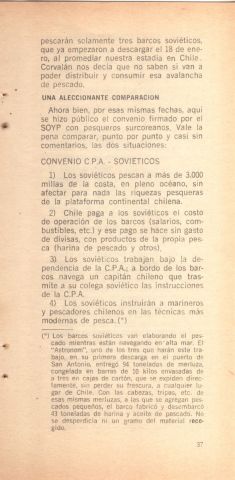 pescarán solamente tres barcos soviéticos,
que ya empezaron a descargar el 18 de ene-
ro, al promediar nuestra estadía en Chile.
Corvalán nos decía que no saben si van a
poder distribuir y consumir esa avalancha
de pescado.
UNA ALECCIONANTE COMPARACION
Ahora bien, por esas mismas fechas, aquí
se hizo público el convenio firmado por el
SOYP con pesqueros surcoreanos. Vale la
pena comparar, punto por punto y casi sin
comentarios, las dos situaciones:
CONVENIO C.P.A. - SOVIETICOS
1) Los soviéticos pescan a más de 3.000
millas de la costa, en pleno océano, sin
afectar para nada las riquezas pesqueras
de la plataforma continental chilena.
2) Chile paga a los soviéticos el costo
de operación de los barcos (salarios, com-
bustibles, etc.) y ese pago se hace sin gasto
de divisas, con productos de la propia pes-
ca (harina de pescado y otros).
3) Los soviéticos trabajan bajo la de-
pendencia de la C.P.A.; a bordo de los bar-
cos navega un capitán chileno que tras-
mite a su colega soviético las instrucciones
de la C.P.A.
4) Los soviéticos instruirán a marineros
y pescadores chilenos en las técnicas más
modernas de pesca. (*)
(*) Los barcos soviéticos van elaborando el pes-
cado mientras están navegando en alta mar. El
"Astronom", uno de los tres que harán este tra-
bajo, en su primera descarga en el puerto de
San Antonio, entregó 94 toneladas de merluza,
congelada en barras de 10 kilos envasadas de
a tres en cajas de cartón, que se expiden direc-
tamente, sin perder su frescura, a cualquier lu-
gar de Chile. Con las cabezas, tripas, etc. de
esas mismas merluzas, a las que se agregan pes-
cados pequeños, el barco fabricó y desembarcó
43 toneladas de harina y aceite de pescado. No
se desperdicia ni un gramo del material reco-
gido.
37